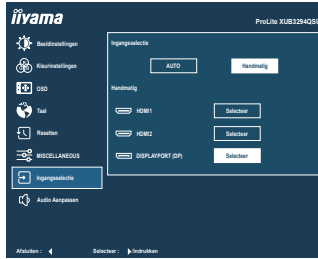 iiyama
ProLite XUB3294QSU
Beeldinstellingen
Kleurinstellingen
OSD
Taal
Resetten
MISCELLANEOUS
Ingangsselectie
Audio Aanpassen
Ingangsselectie
AUTO Handmatig
Handmatig
HDMI1 Selecteer
HDMI2 Selecteer
DISPLAYPORT (DP) Selecteer
Afsluiten : Selecteer : Indrukken